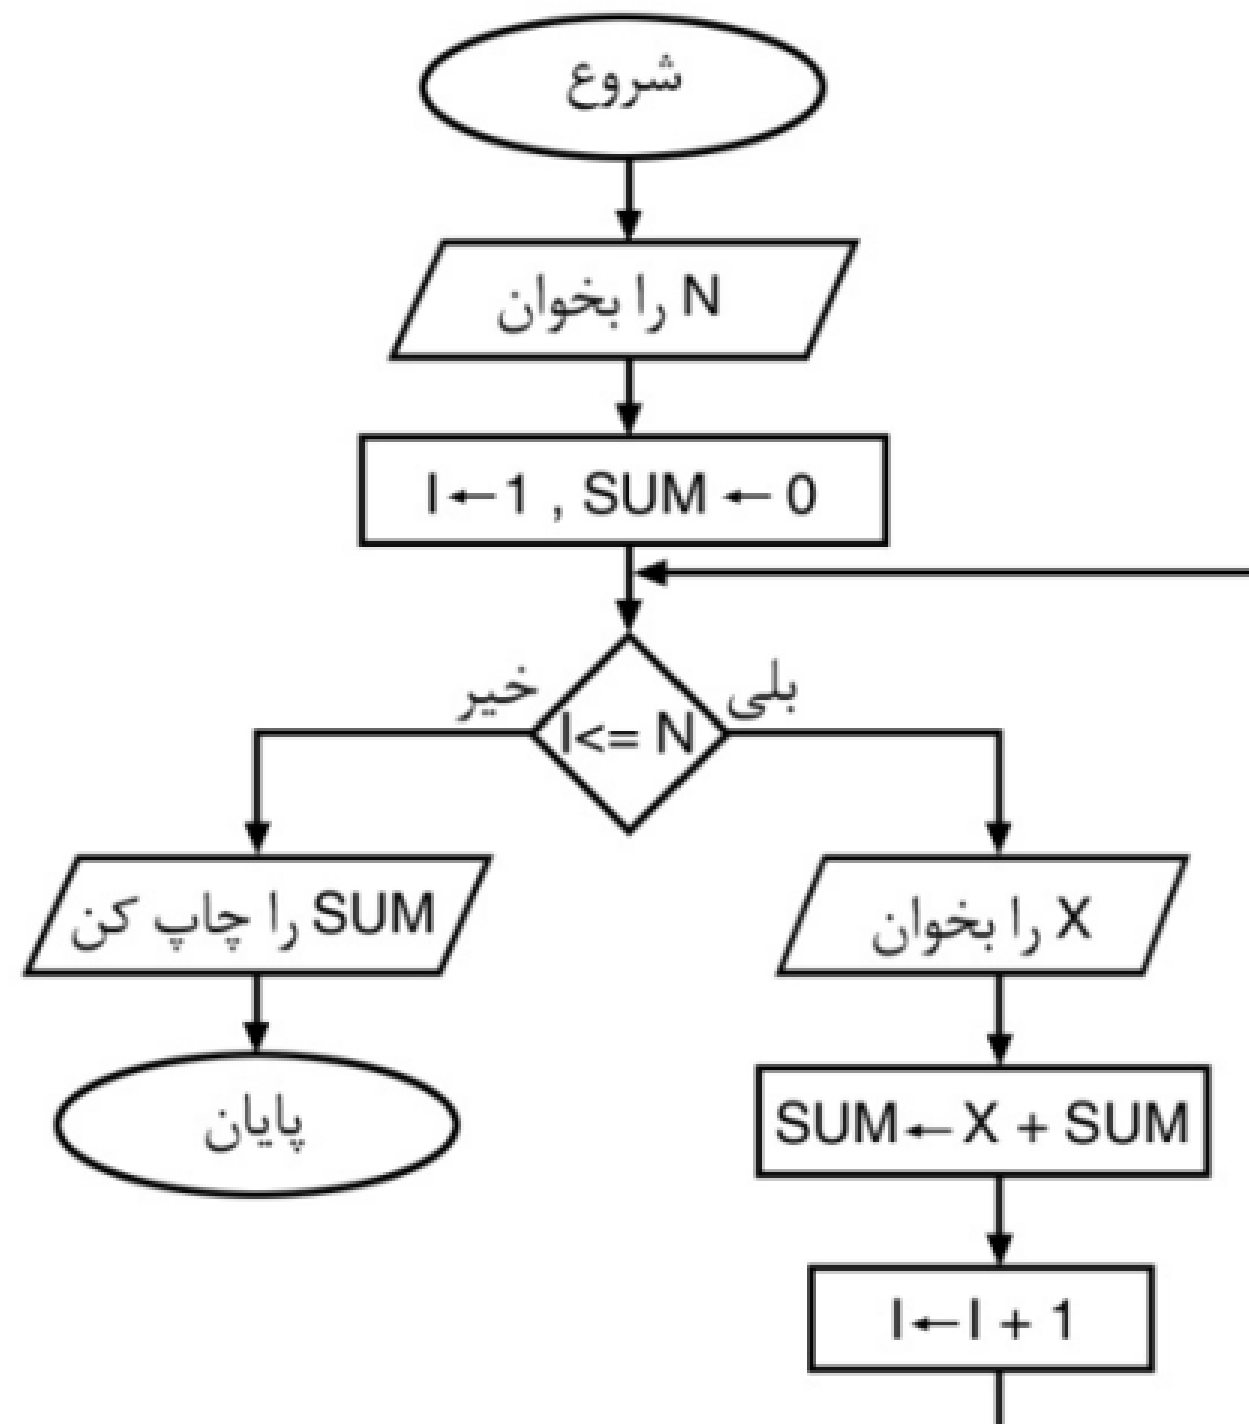 شروع
N را بخوان
I←1 , SUM ←0
I<= N
بلی
خیر
X را بخوان
SUM←X + SUM
I←I + 1
SUM را چاپ کن
پایان